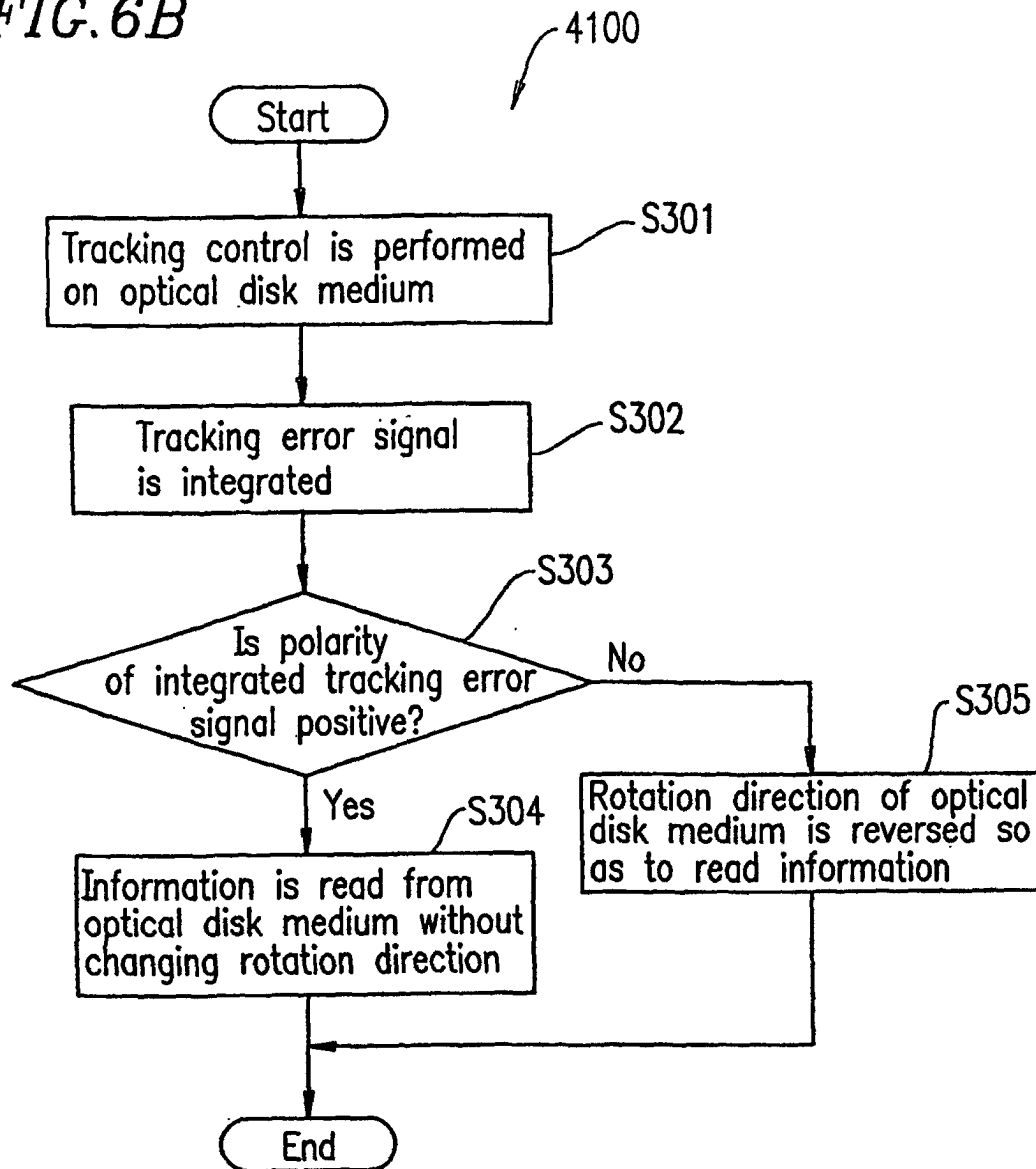 FIG. 6B
4100
Start
S301
Tracking control is performed
on optical disk medium
S302
Tracking error signal
is integrated
S303
Is polarity
of integrated tracking error
signal positive?
No
S305
Yes
S304
Rotation direction of optical
disk medium is reversed so
as to read information
Information is read from
optical disk medium without
changing rotation direction
End